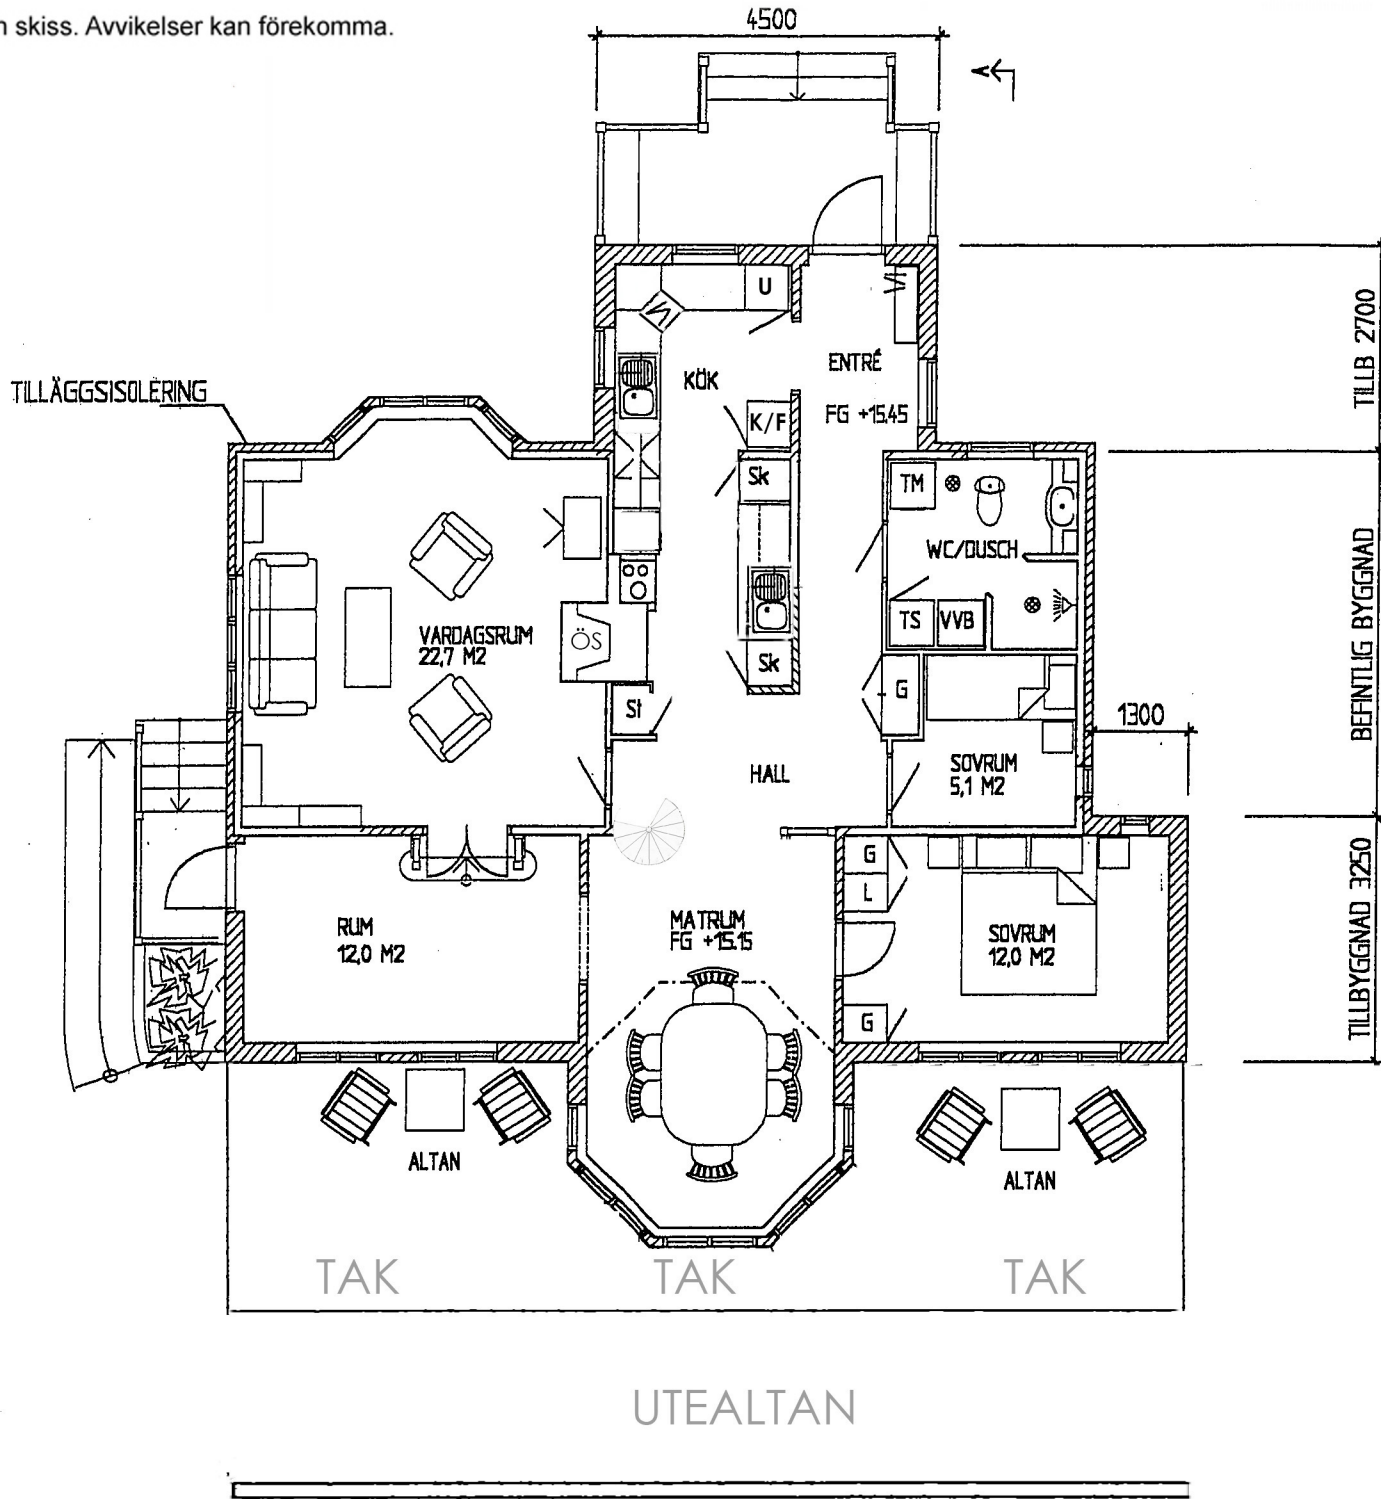 n skiss. Avvikelser kan förekomma.
4500
U
ENTRÉ
KÖK
TILLB 2700
TILLÄGGSISOLERING
K/F
FG +15.45
Sk
TM
WC/DUSCH
BEFINTLIG BYGGNAD
VARDAGSRUM
22,7 M2
ÖS
TS
VVB
Sk
G
St
1300
HALL
SOVRUM
5,1 M2
G
L
RUM
12,0 M2
MATRUM
FG +15.15
SOVRUM
12,0 M2
TILLBYGGNAD 3250
G
ALTAN
ALTAN
TAK
TAK
TAK
UTEALTAN